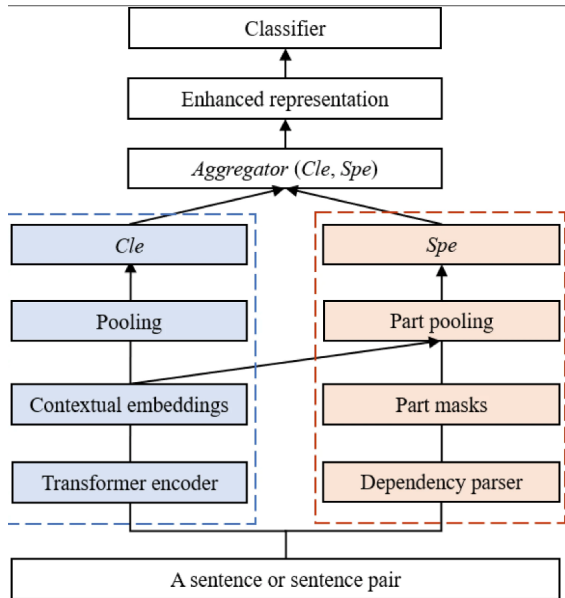 Classifier
Enhanced representation
Aggregator (Cle, Spe)
Cle
Spe
Pooling
Part pooling
Contextual embeddings
Part masks
Transformer encoder
Dependency parser
A sentence or sentence pair